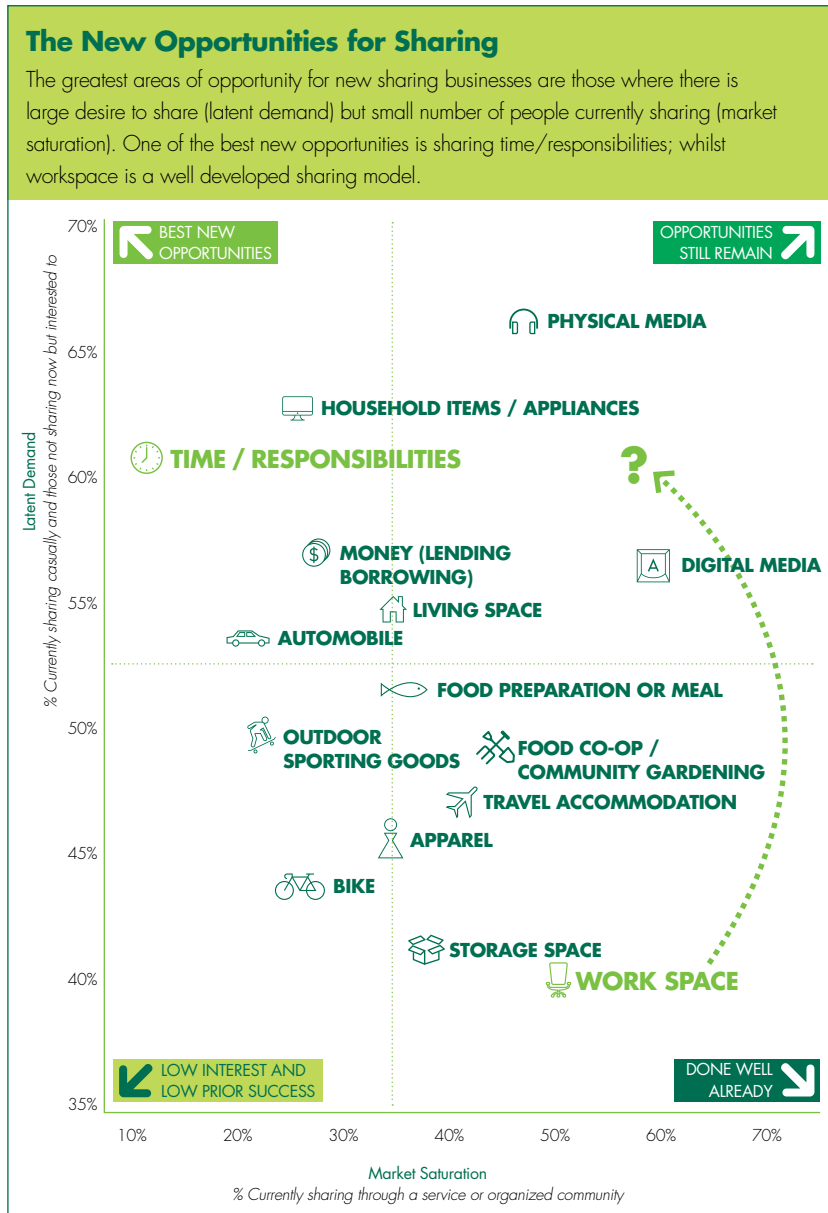 The New Opportunities for Sharing
The greatest areas of opportunity for new sharing businesses are those where there is
large desire to share (latent demand) but small number of people currently sharing (market
saturation). One of the best new opportunities is sharing time/responsibilities; whilst
workspace is a well developed sharing model.
70%
BEST NEW
OPPORTUNITIES
OPPORTUNITIES
STILL REMAIN
PHYSICAL MEDIA
65%
HOUSEHOLD ITEMS / APPLIANCES
TIME / RESPONSIBILITIES
?
60%
Latent Demand
% Currently sharing casually and those not sharing now but interested to
MONEY (LENDING
BORROWING)
$
A
DIGITAL MEDIA
55%
LIVING SPACE
AUTOMOBILE
FOOD PREPARATION OR MEAL
50%
OUTDOOR
SPORTING GOODS
FOOD CO-OP /
COMMUNITY GARDENING
TRAVEL ACCOMMODATION
45%
APPAREL
BIKE
STORAGE SPACE
40%
WORK SPACE
LOW INTEREST AND
LOW PRIOR SUCCESS
DONE WELL
ALREADY
35%
10% 20% 30% 40% 50% 60% 70%
Market Saturation
% Currently sharing through a service or organized community